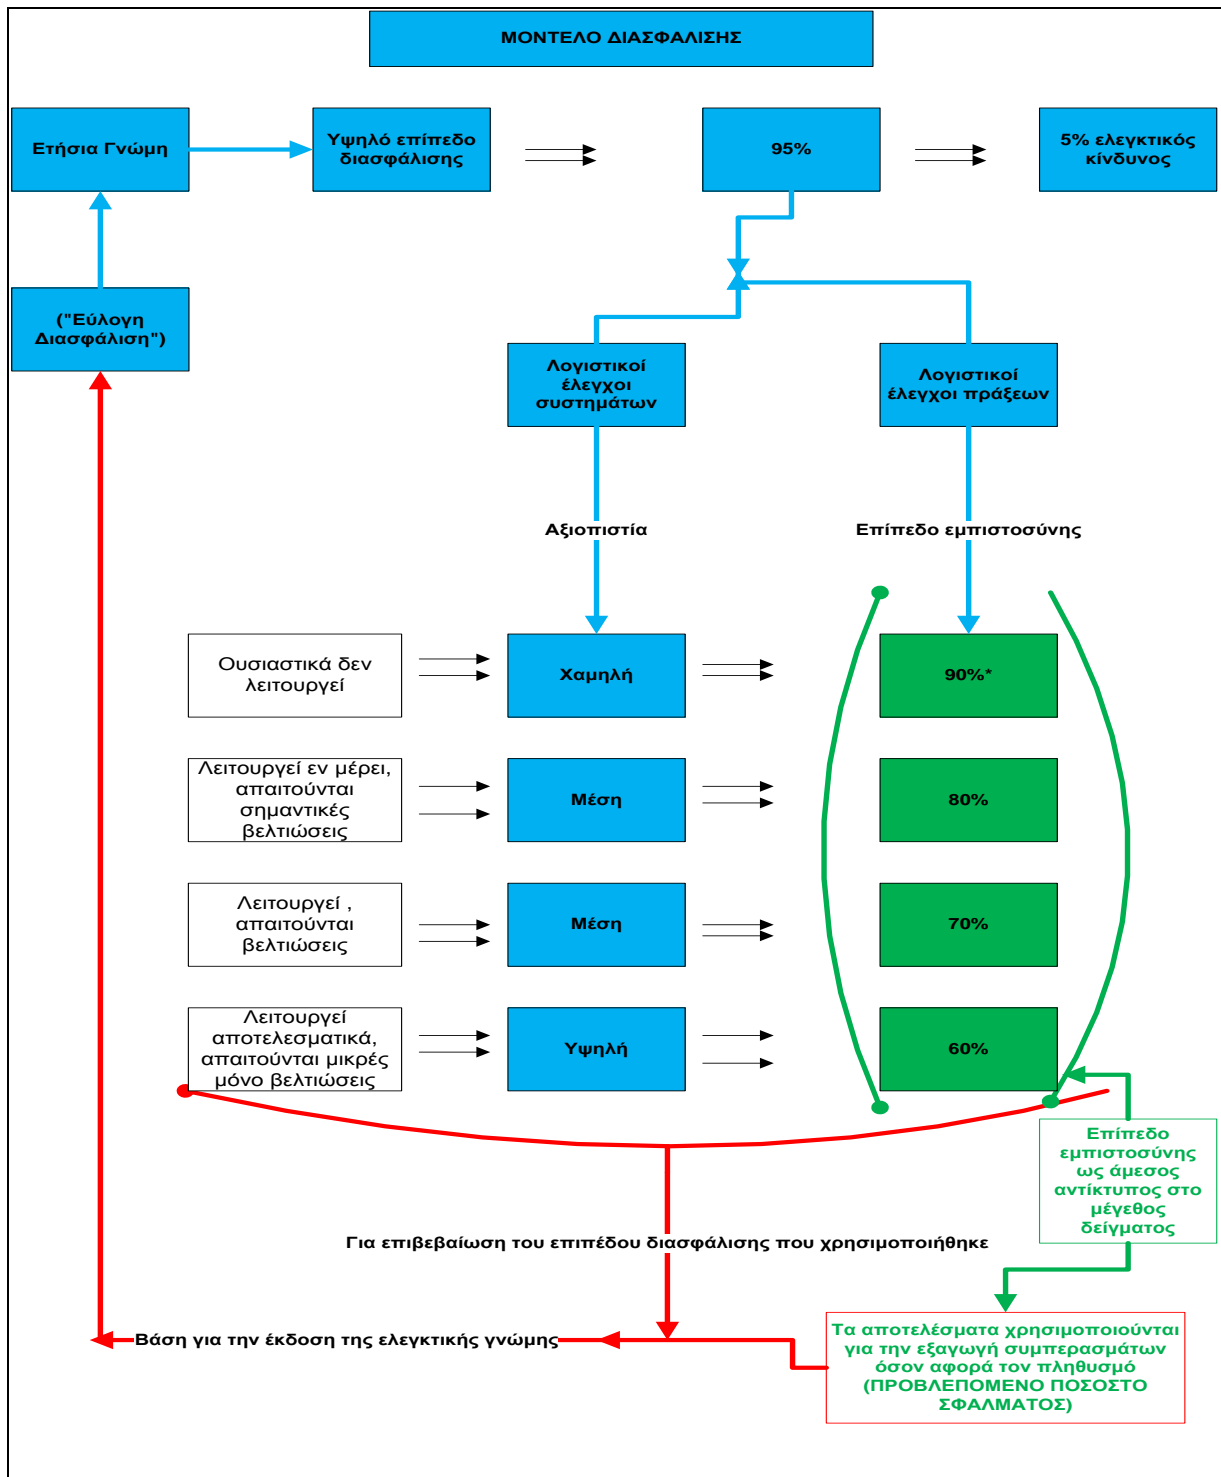 ΜΟΝΤΕΛΟ ΔΙΑΣΦΑΛΙΣΗΣ
Ετήσια Γνώμη
Υψηλό επίπεδο
διασφάλισης
95%
5% ελεγκτικός
κίνδυνος
("Εύλογη
Διασφάλιση")
Λογιστικοί
έλεγχοι
συστημάτων
Λογιστικοί
έλεγχοι πράξεων
Αξιοπιστία
Επίπεδο εμπιστοσύνης
Ουσιαστικά δεν
λειτουργεί
Χαμηλή
90%*
Λειτουργεί εν μέρει,
απαιτούνται
σημαντικές
βελτιώσεις
Μέση
80%
Λειτουργεί ,
απαιτούνται
βελτιώσεις
Μέση
70%
Λειτουργεί
αποτελεσματικά,
απαιτούνται μικρές
μόνο βελτιώσεις
Υψηλή
60%
Επίπεδο
εμπιστοσύνης
ως άμεσος
αντίκτυπος στο
μέγεθος
δείγματος
Για επιβεβαίωση του επιπέδου διασφάλισης που χρησιμοποιήθηκε
Βάση για την έκδοση της ελεγκτικής γνώμης
Τα αποτελέσματα χρησιμοποιούνται
για την εξαγωγή συμπερασμάτων
όσον αφορά τον πληθυσμό
(ΠΡΟΒΛΕΠΟΜΕΝΟ ΠΟΣΟΣΤΟ
ΣΦΑΛΜΑΤΟΣ)